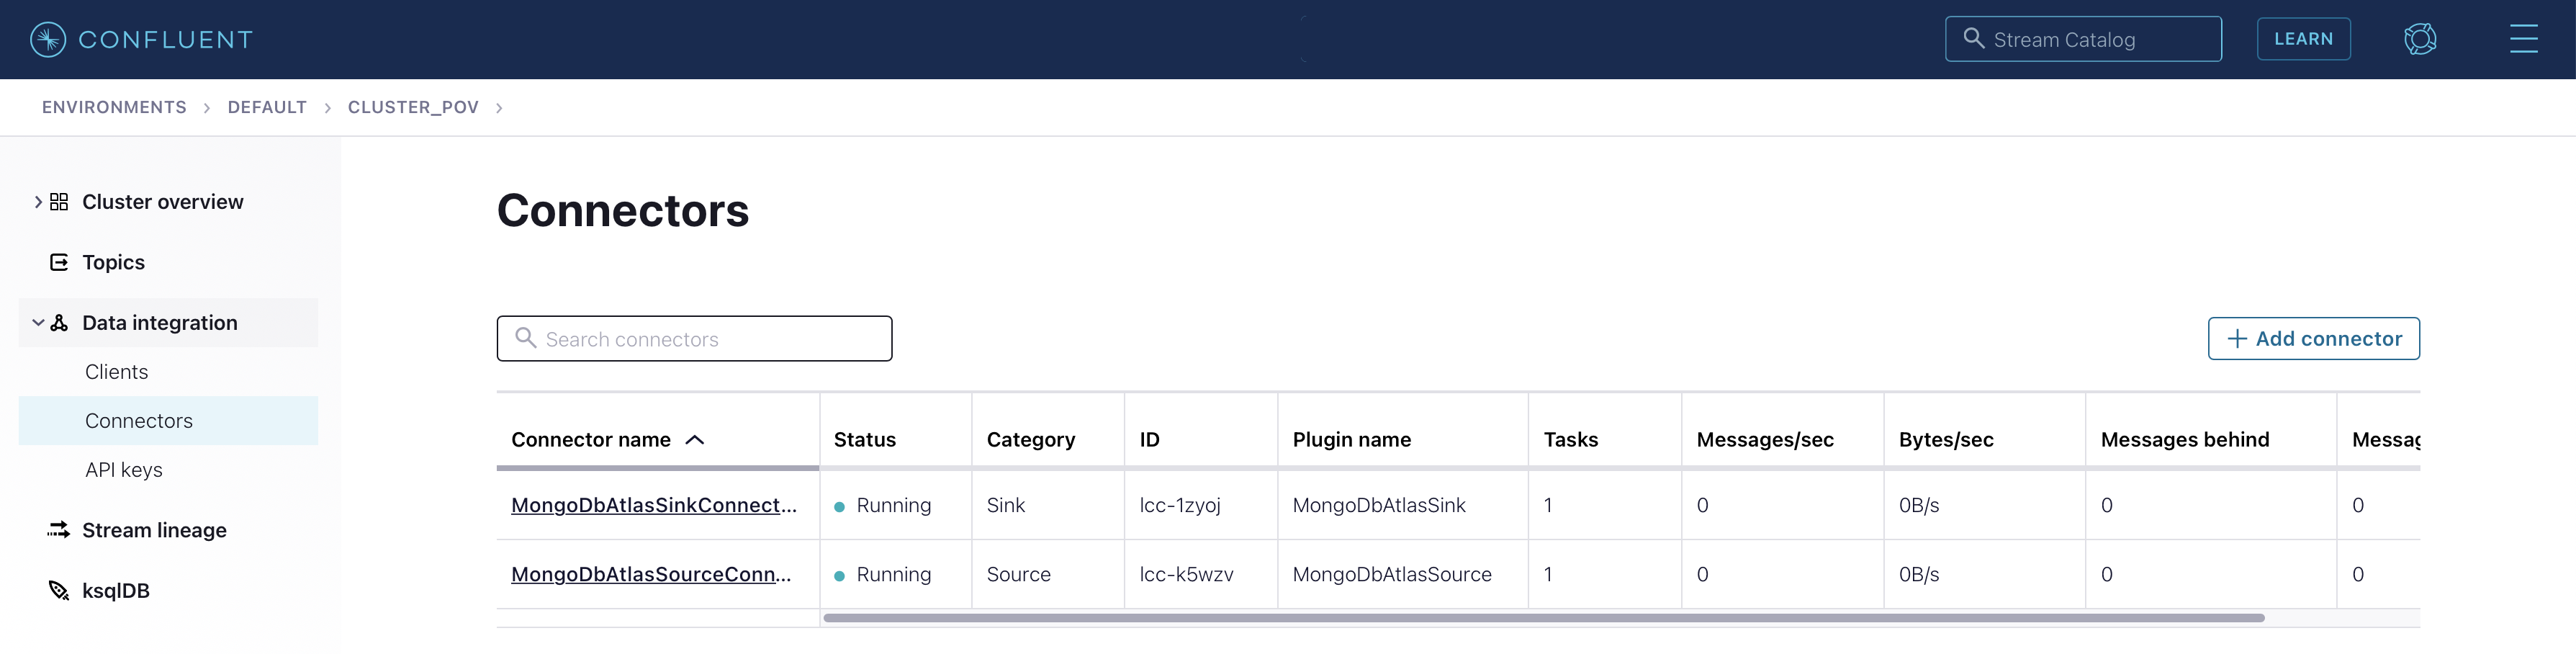 CONFLUENT
Stream Catalog
LEARN
ENVIRONMENTS > DEFAULT > CLUSTER_POV >
Cluster overview
Topics
Data integration
Clients
Connectors
API keys
Stream lineage
ksqlDB
Connectors
Search connectors
+ Add connector
Connector name Status Category ID Plugin name Tasks Messages/sec Bytes/sec Messages behind Messag
MongoDbAtlasSinkConnect... Running Sink lcc-1zyoj MongoDbAtlasSink 1 0 0B/s 0 0
MongoDbAtlasSourceConn... Running Source lcc-k5wzv MongoDbAtlasSource 1 0 0B/s 0 0